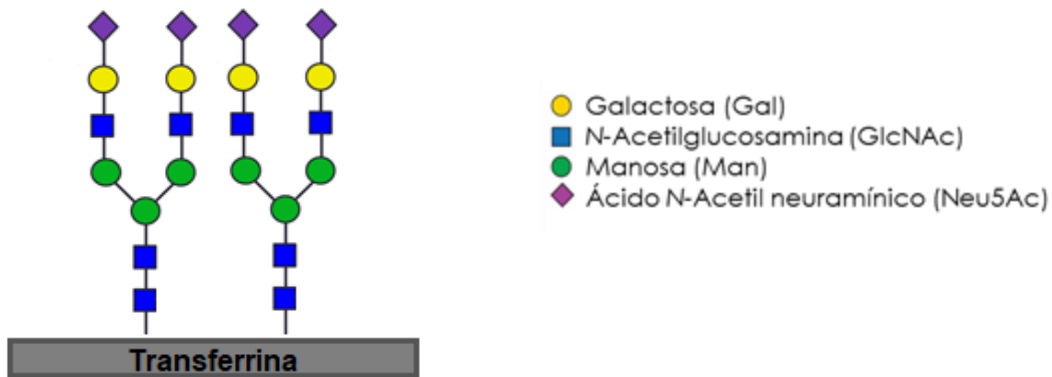 Galactosa (Gal)
N-Acetilglucosamina (GlcNAc)
Manosa (Man)
Ácido N-Acetil neuramínico (Neu5Ac)
Transferrina